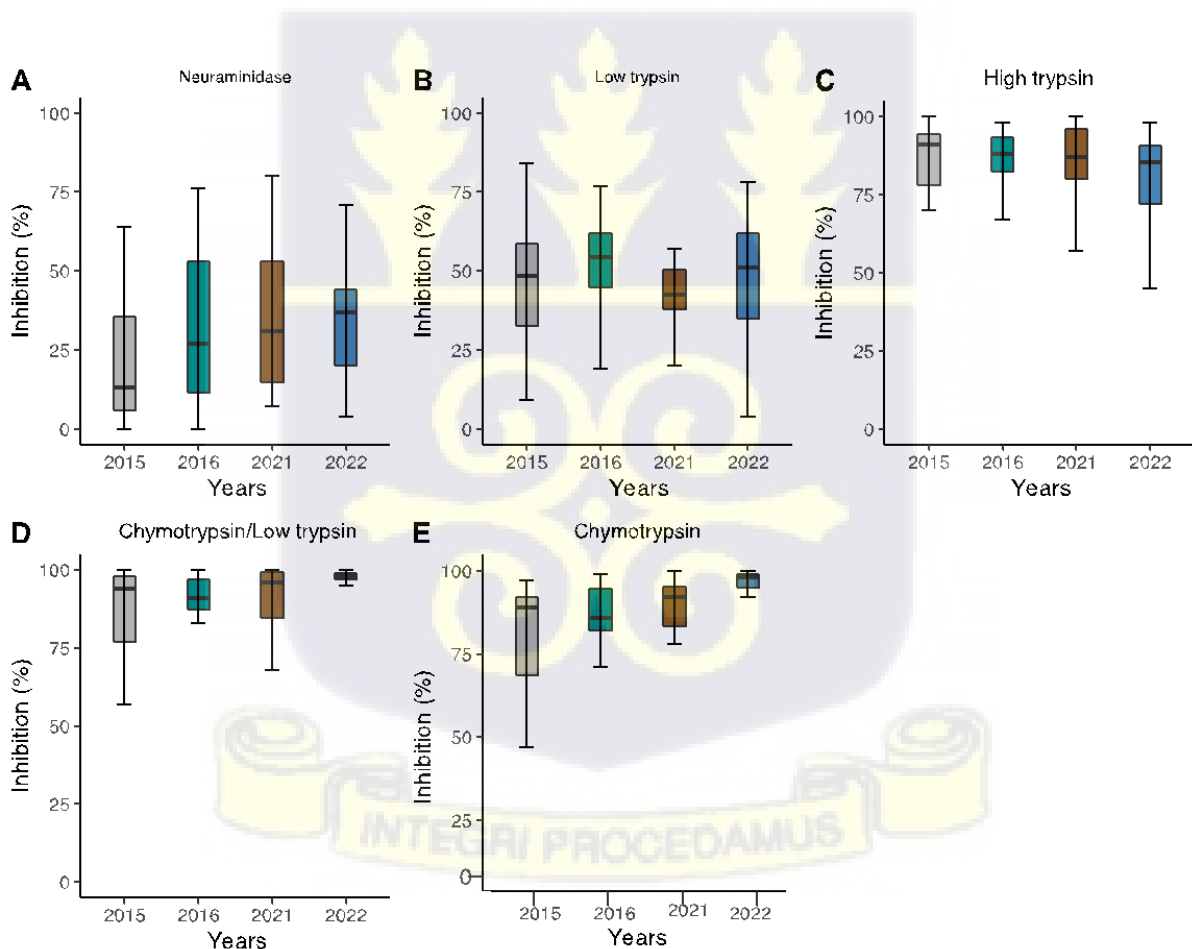 A
Neuraminidase
100
75
50
25
0
Inhibition (%)
2015 2016 2021 2022
Years
B
Low trypsin
100
75
50
25
0
Inhibition (%)
2015 2016 2021 2022
Years
C
High trypsin
100
75
50
25
0
Inhibition (%)
2015 2016 2021 2022
Years
D
Chymotrypsin/Low trypsin
100
75
50
25
0
Inhibition (%)
2015 2016 2021 2022
Years
E
Chymotrypsin
100
75
50
25
0
Inhibition (%)
2015 2016 2021 2022
Years
INTEGRI PROCEDAMUS